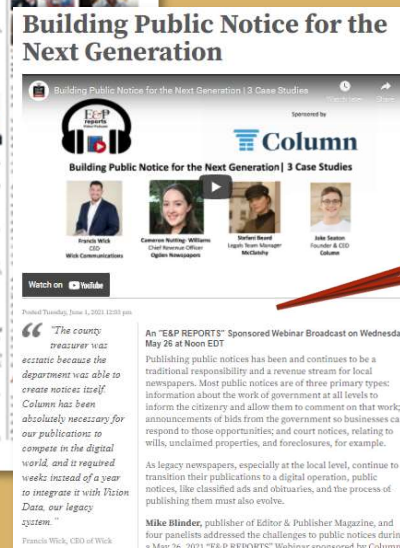 Building Public Notice for the
Next Generation
Building Public Notice for the Next Generation | 3 Case Studies
Watch later
Share
E&P
reports
Sponsored by
Column
Building Public Notice for the Next Generation| 3 Case Studies
Francis Wick
CEO
Wick Communications
Cameron Nutting-Williams
Chief Revenue Officer
Ogden Newspapers
Stefani Beard
Legals Team Manager
McClatchy
Jake Seaton
Founder & CEO
Column
Watch on YouTube
Posted Tuesday, June 1, 2021 12:03 pm
"The county
treasurer was
ecstatic because the
department was able to
create notices itself.
Column has been
absolutely necessary for
our publications to
compete in the digital
world, and it required
weeks instead of a year
to integrate it with Vision
Data, our legacy
system."
Francis Wick, CEO of Wick
An "E&P REPORTS" Sponsored Webinar Broadcast on Wednesda
May 26 at Noon EDT
Publishing public notices has been and continues to be a
traditional responsibility and a revenue stream for local
newspapers. Most public notices are of three primary types:
information about the work of government at all levels to
inform the citizenry and allow them to comment on that work;
announcements of bids from the government so businesses ca
respond to those opportunities; and court notices, relating to
wills, unclaimed properties, and foreclosures, for example.
As legacy newspapers, especially at the local level, continue to
transition their publications to a digital operation, public
notices, like classified ads and obituaries, and the process of
publishing them must also evolve.
Mike Blinder, publisher of Editor & Publisher Magazine, and
four panelists addressed the challenges to public notices durin
a May 26, 2021 "E&P REPORTS" Webinar sponsored by Column